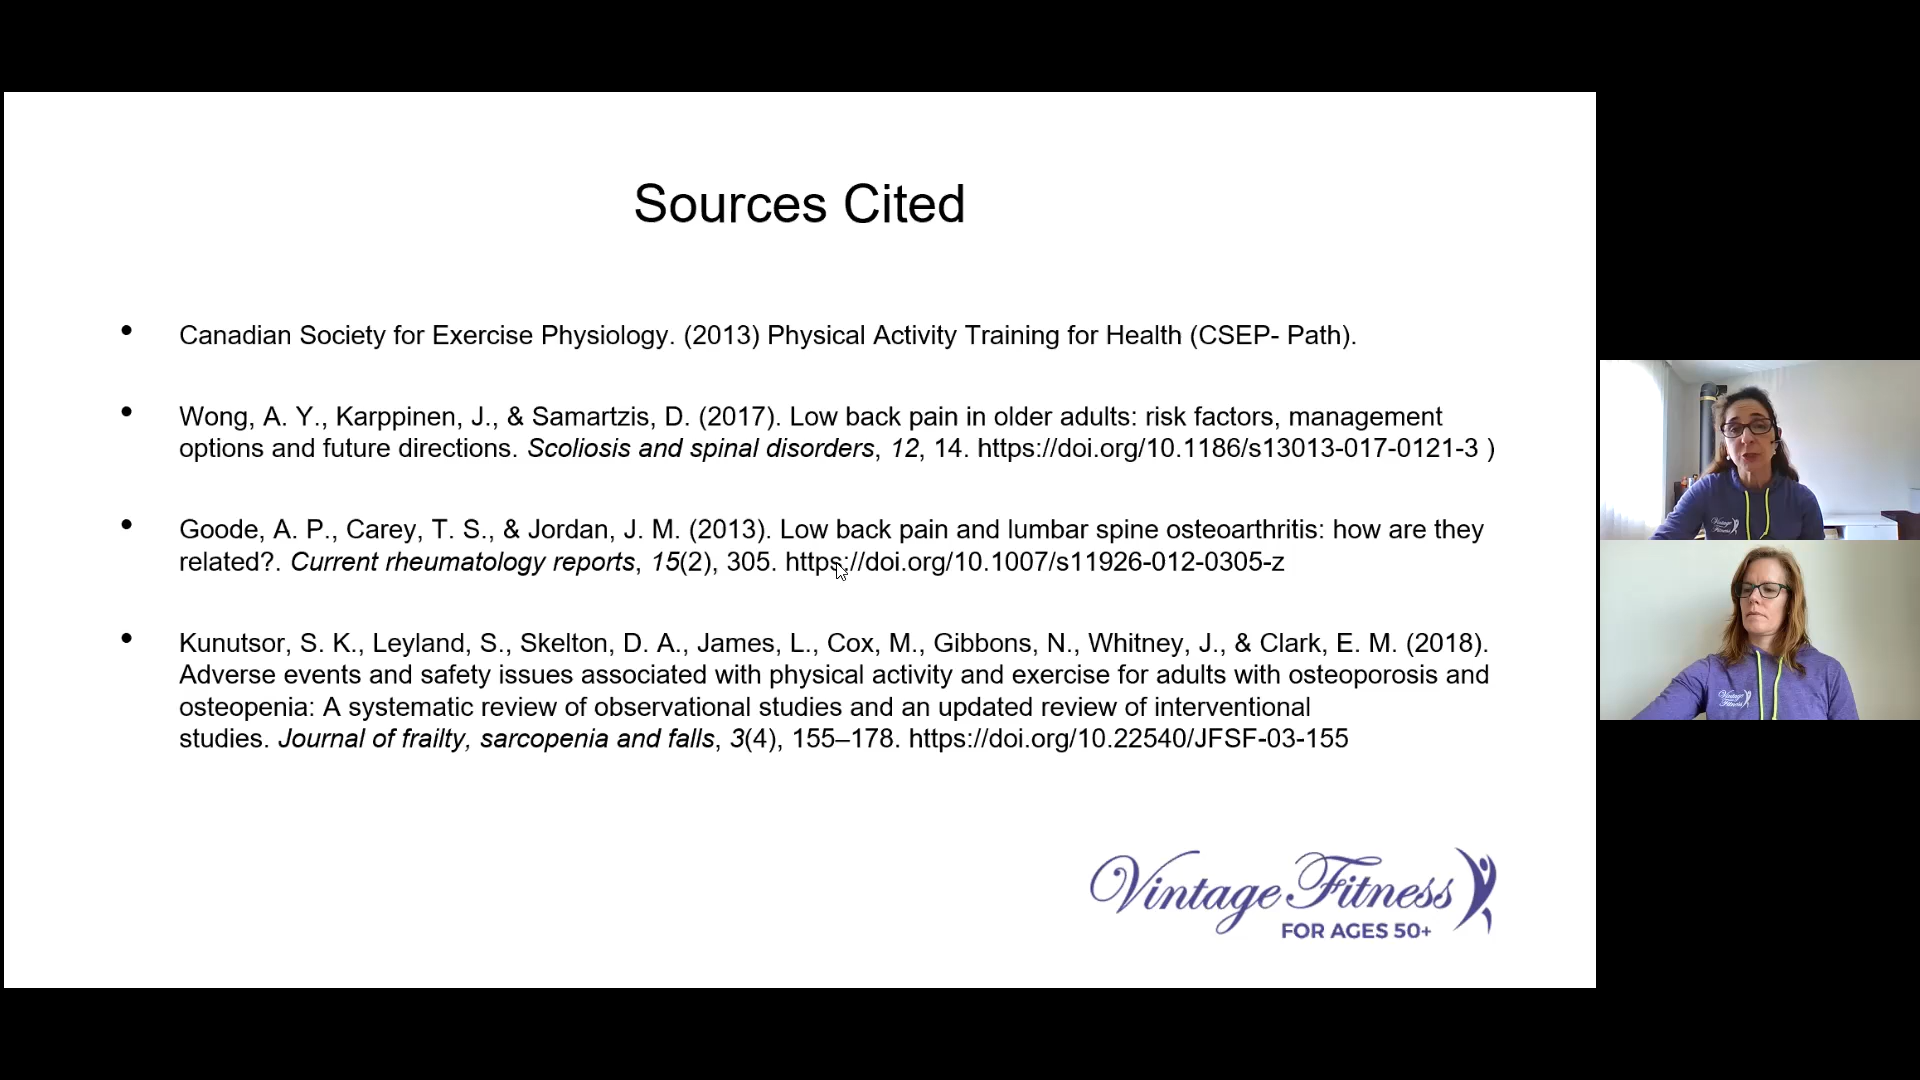 Sources Cited
• Canadian Society for Exercise Physiology. (2013) Physical Activity Training for Health (CSEP- Path).
• Wong, A. Y., Karppinen, J., & Samartzis, D. (2017). Low back pain in older adults: risk factors, management
options and future directions. Scoliosis and spinal disorders, 12, 14. https://doi.org/10.1186/s13013-017-0121-3 )
• Goode, A. P., Carey, T. S., & Jordan, J. M. (2013). Low back pain and lumbar spine osteoarthritis: how are they
related?. Current rheumatology reports, 15(2), 305. https://doi.org/10.1007/s11926-012-0305-z
• Kunutsor, S. K., Leyland, S., Skelton, D. A., James, L., Cox, M., Gibbons, N., Whitney, J., & Clark, E. M. (2018).
Adverse events and safety issues associated with physical activity and exercise for adults with osteoporosis and
osteopenia: A systematic review of observational studies and an updated review of interventional
studies. Journal of frailty, sarcopenia and falls, 3(4), 155–178. https://doi.org/10.22540/JFSF-03-155
Vintage Fitness
FOR AGES 50+
Vintage
Fitness
Vintage
Fitness